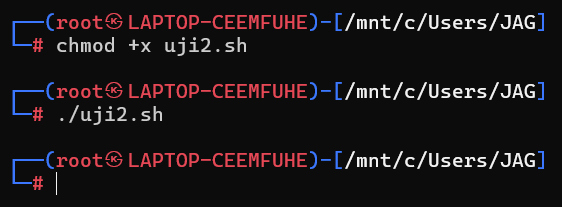 ┌──(root㉿LAPTOP-CEEMFUHE)-[/mnt/c/Users/JAG]
└─# chmod +x uji2.sh
┌──(root㉿LAPTOP-CEEMFUHE)-[/mnt/c/Users/JAG]
└─# ./uji2.sh
┌──(root㉿LAPTOP-CEEMFUHE)-[/mnt/c/Users/JAG]
└─#